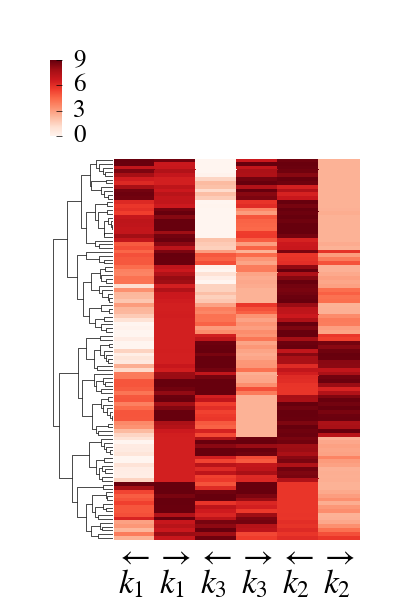 9
6
3
0
← → ← → ← →
k₁ k₁ k₃ k₃ k₂ k₂